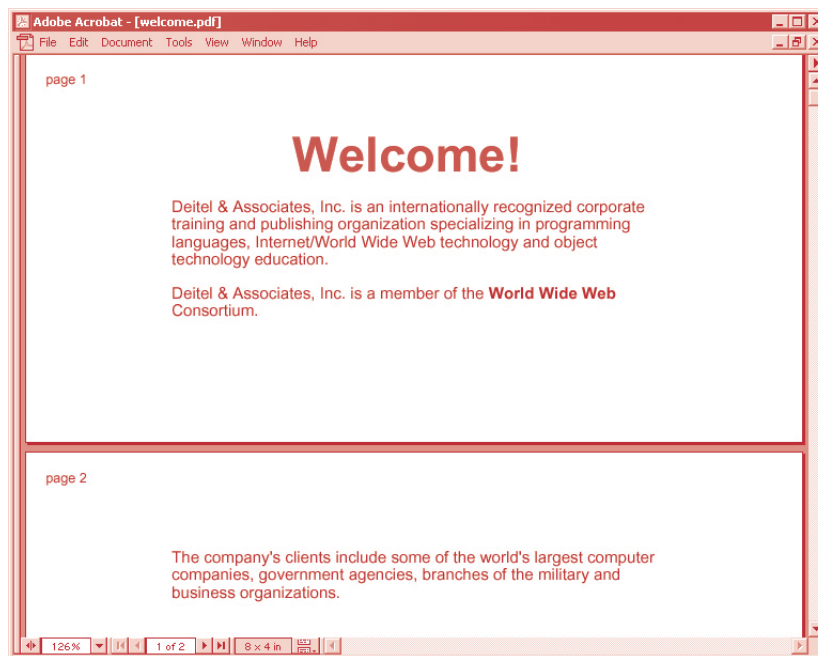 Adobe Acrobat - [welcome.pdf]
File Edit Document Tools View Window Help
page 1
Welcome!
Deitel & Associates, Inc. is an internationally recognized corporate
training and publishing organization specializing in programming
languages, Internet/World Wide Web technology and object
technology education.
Deitel & Associates, Inc. is a member of the World Wide Web
Consortium.
page 2
The company's clients include some of the world's largest computer
companies, government agencies, branches of the military and
business organizations.
126% 1 of 2 8 x 4 in